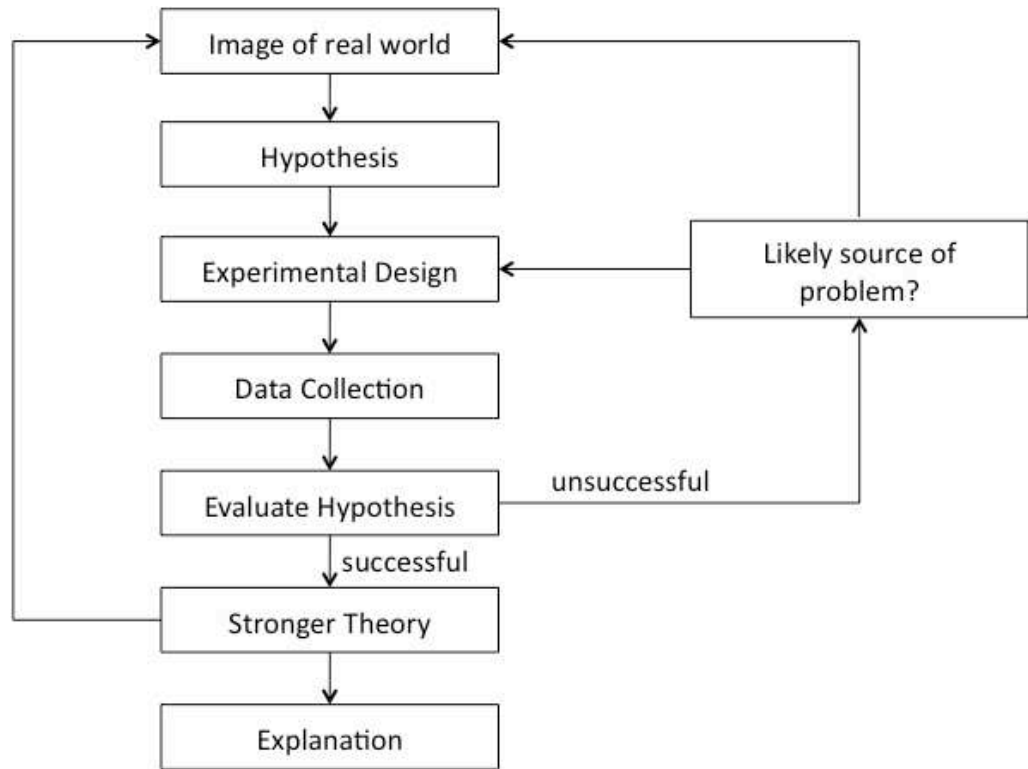 Image of real world
Hypothesis
Experimental Design
Likely source of
problem?
Data Collection
Evaluate Hypothesis
unsuccessful
successful
Stronger Theory
Explanation